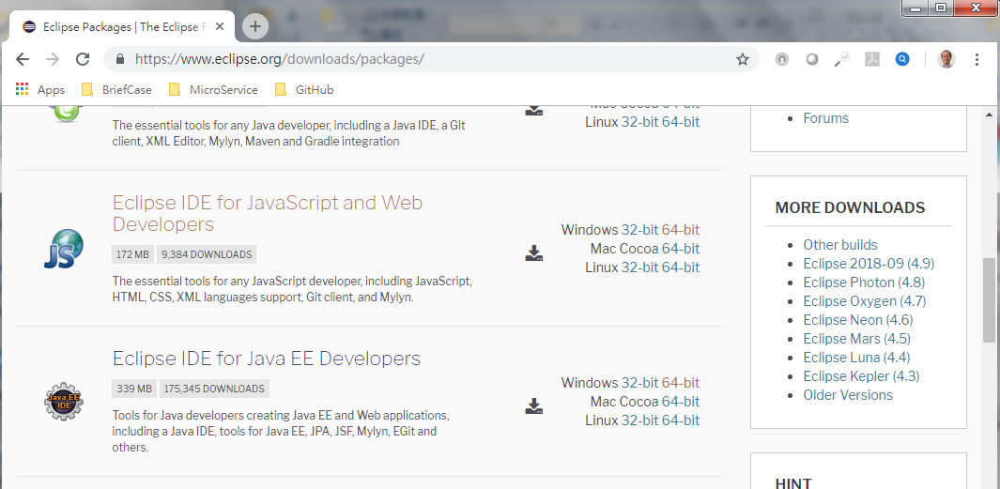 Eclipse Packages | The Eclipse F
https://www.eclipse.org/downloads/packages/
Apps
BriefCase
MicroService
GitHub
The essential tools for any Java developer, including a Java IDE, a Git
client, XML Editor, Mylyn, Maven and Gradle integration
Mac Cocoa 64-bit
Linux 32-bit 64-bit
Eclipse IDE for JavaScript and Web
Developers
172 MB 9,384 DOWNLOADS
The essential tools for any JavaScript developer, including JavaScript,
HTML, CSS, XML languages support, Git client, and Mylyn.
JS
Windows 32-bit 64-bit
Mac Cocoa 64-bit
Linux 32-bit 64-bit
Eclipse IDE for Java EE Developers
339 MB 175,345 DOWNLOADS
Tools for Java developers creating Java EE and Web applications,
including a Java IDE, tools for Java EE, JPA, JSF, Mylyn, EGit and
others.
Java EE
IDE
Windows 32-bit 64-bit
Mac Cocoa 64-bit
Linux 32-bit 64-bit
Forums
MORE DOWNLOADS
Other builds
Eclipse 2018-09 (4.9)
Eclipse Photon (4.8)
Eclipse Oxygen (4.7)
Eclipse Neon (4.6)
Eclipse Mars (4.5)
Eclipse Luna (4.4)
Eclipse Kepler (4.3)
Older Versions
HINT